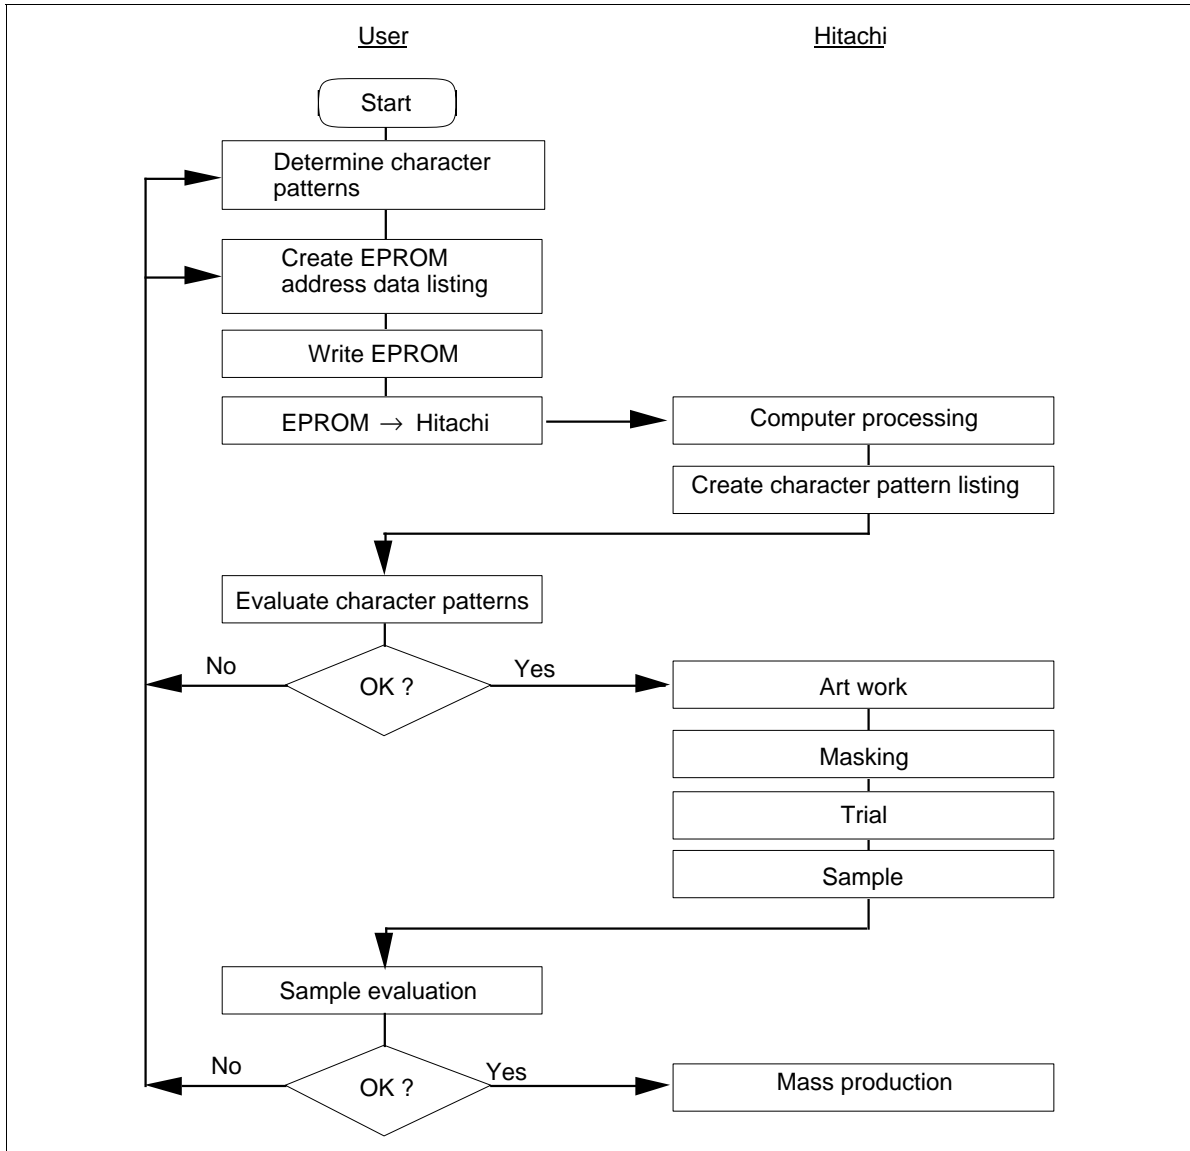 User
Hitachi
Start
Determine character
patterns
Create EPROM
address data listing
Write EPROM
EPROM → Hitachi
Computer processing
Create character pattern listing
Evaluate character patterns
No
OK ?
Yes
Art work
Masking
Trial
Sample
Sample evaluation
No
OK ?
Yes
Mass production